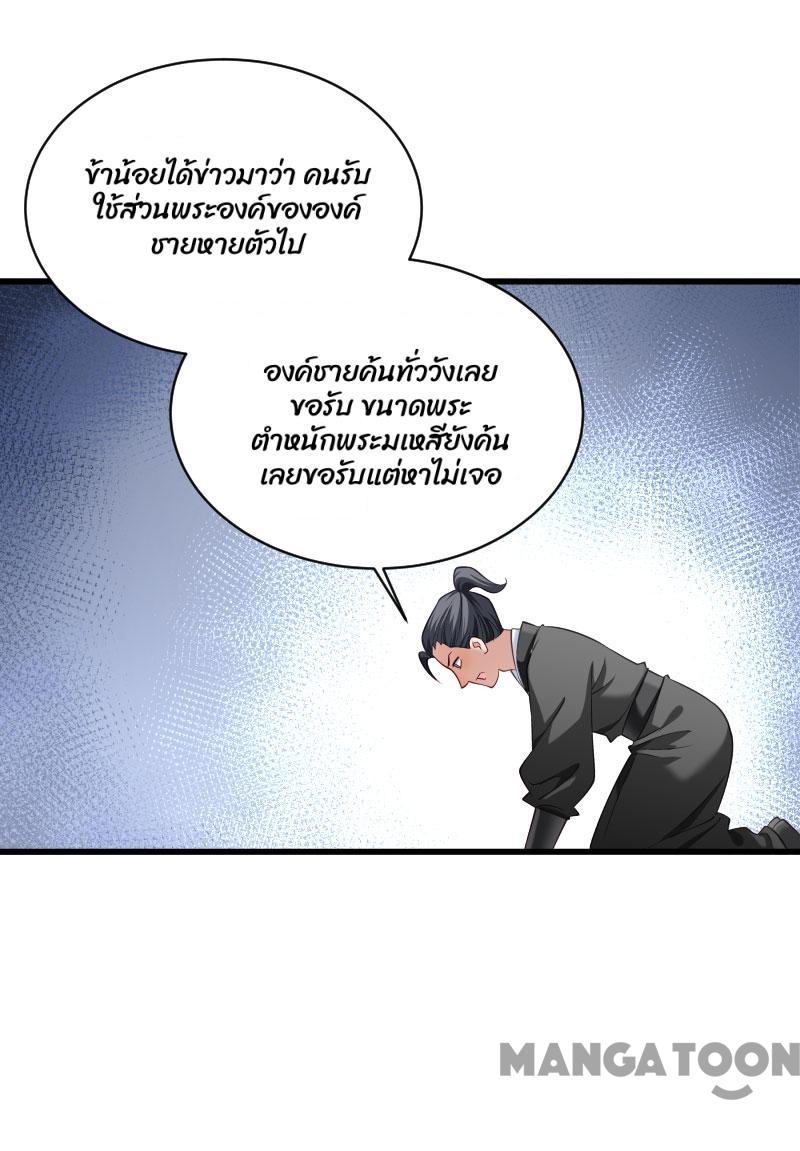 ข้าน้อยได้ข่าวมาว่า คนรับ
ใช้ส่วนพระองค์ขององค์
ชายหายตัวไป
องค์ชายค้นทั่ววังเลย
ขอรับ ขนาดพระ
ตำหนักพระมเหสียังค้น
เลยขอรับแต่หาไม่เจอ
MANGATOON